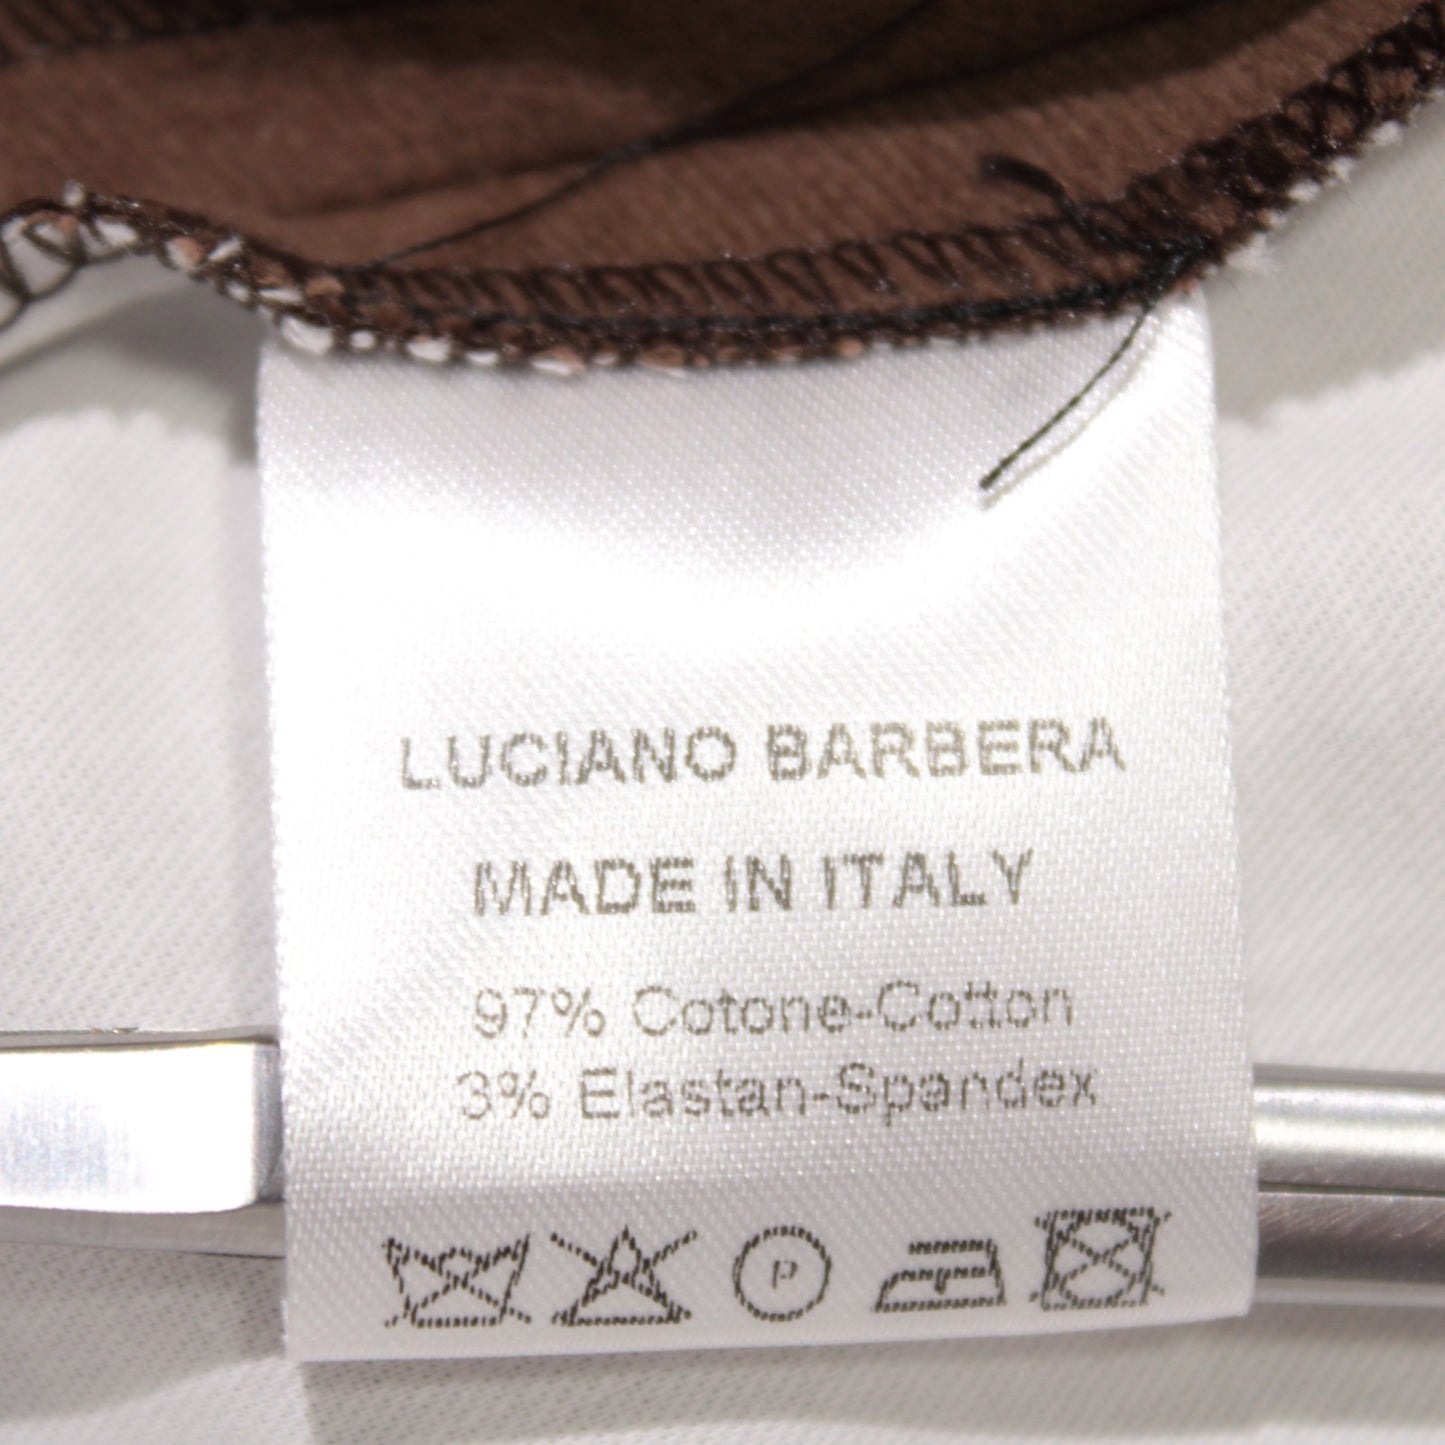 LUCIANO BARBERA
MADE IN ITALY
97% Cotone-Cotton
3% Elastan-Spandex
P